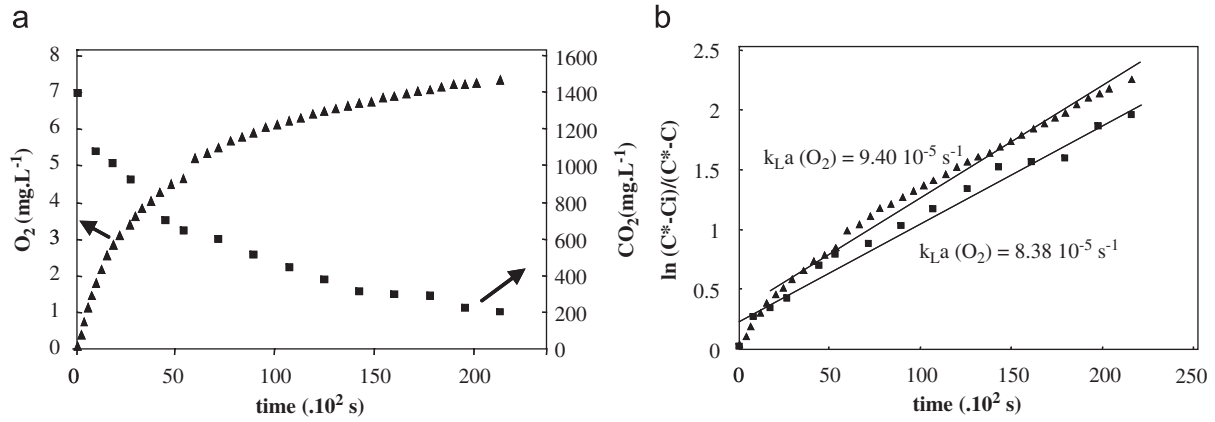 a
O₂ (mg.L⁻¹)
8
7
6
5
4
3
2
1
0
1600
1400
1200
1000
800
600
400
200
0
CO₂(mg.L⁻¹)
0 50 100 150 200
time (.10² s)
b
ln (C*-Ci)/(C*-C)
2.5
2
1.5
1
0.5
0
kLa (O₂) = 9.40 10⁻⁵ s⁻¹
kLa (O₂) = 8.38 10⁻⁵ s⁻¹
0 50 100 150 200 250
time (.10² s)